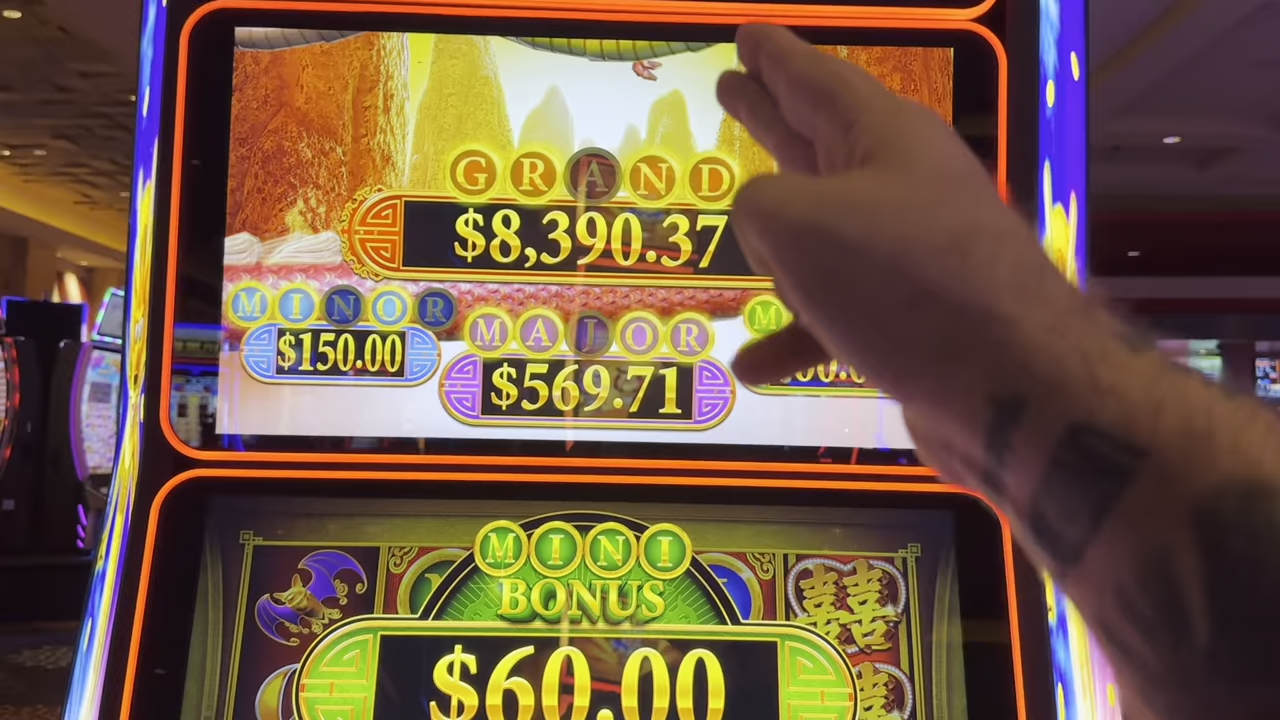 GRAND
$8,390.37
MINOR
MAJOR
M
$150.00
$569.71
MINI
BONUS
$60.00
囍